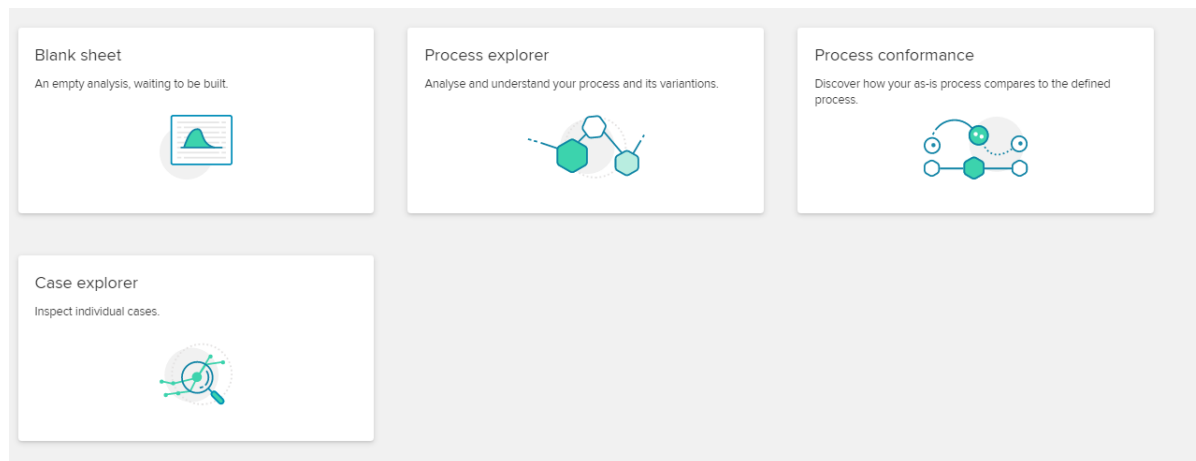 Blank sheet
An empty analysis, waiting to be built.
Process explorer
Analyse and understand your process and its variantions.
Process conformance
Discover how your as-is process compares to the defined
process.
Case explorer
Inspect individual cases.